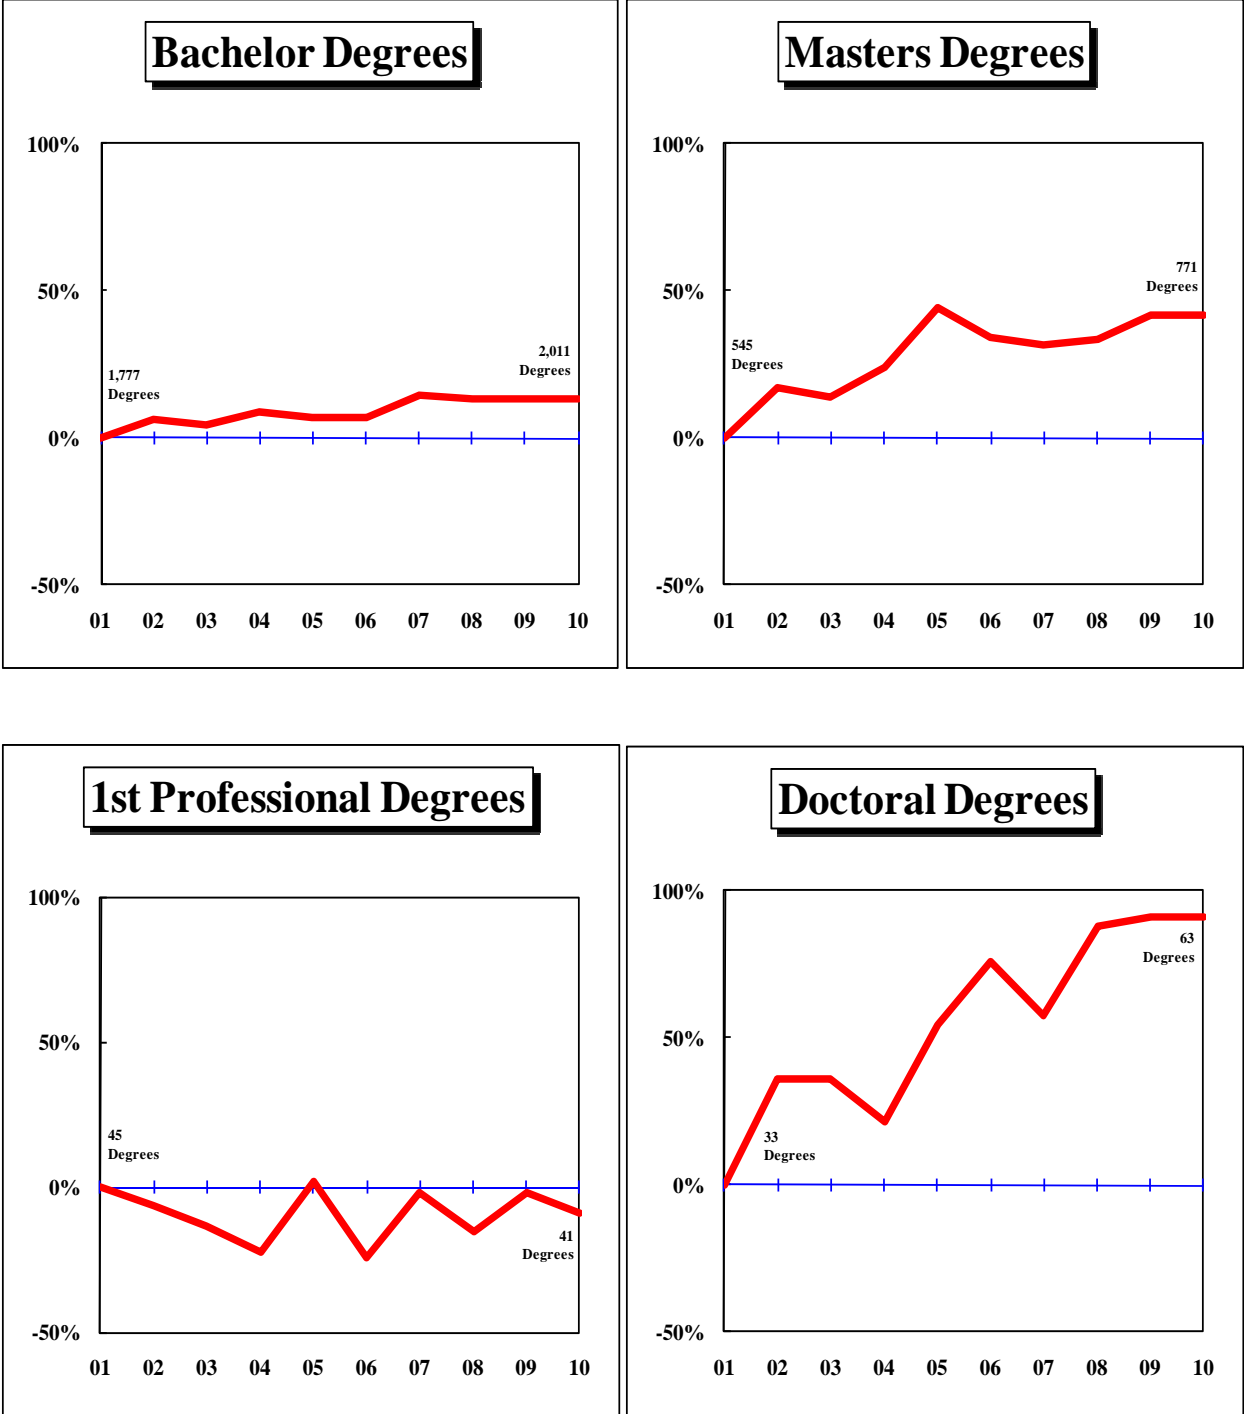 Bachelor Degrees
100%
50%
0%
-50%
1,777
Degrees
2,011
Degrees
01 02 03 04 05 06 07 08 09 10
Masters Degrees
100%
50%
0%
-50%
545
Degrees
771
Degrees
01 02 03 04 05 06 07 08 09 10
1st Professional Degrees
100%
50%
0%
-50%
45
Degrees
41
Degrees
01 02 03 04 05 06 07 08 09 10
Doctoral Degrees
100%
50%
0%
-50%
33
Degrees
63
Degrees
01 02 03 04 05 06 07 08 09 10